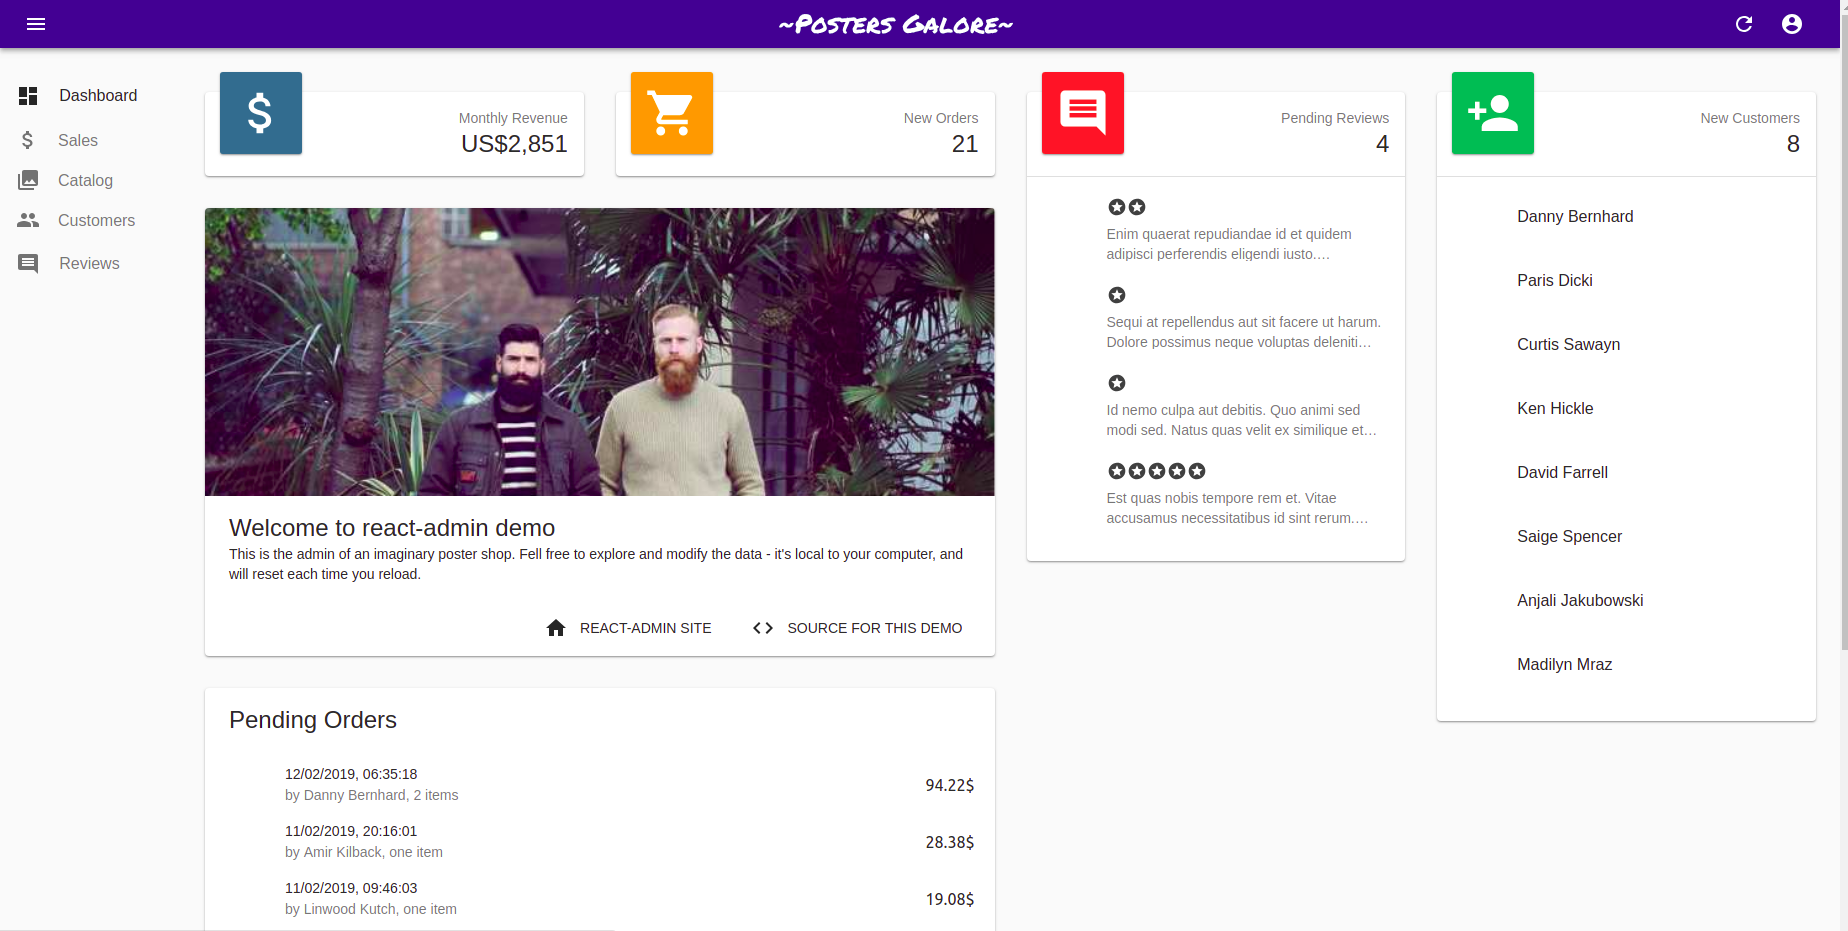 ~Posters Galore~
Dashboard
Sales
Catalog
Customers
Reviews
Monthly Revenue
US$2,851
New Orders
21
Pending Reviews
4
New Customers
8
Welcome to react-admin demo
This is the admin of an imaginary poster shop. Fell free to explore and modify the data - it's local to your computer, and
will reset each time you reload.
REACT-ADMIN SITE
SOURCE FOR THIS DEMO
Pending Orders
12/02/2019, 06:35:18
by Danny Bernhard, 2 items
94.22$
11/02/2019, 20:16:01
by Amir Kilback, one item
28.38$
11/02/2019, 09:46:03
by Linwood Kutch, one item
19.08$
Enim quaerat repudiandae id et quidem
adipisci perferendis eligendi iusto....
Sequi at repellendus aut sit facere ut harum.
Dolore possimus neque voluptas deleniti...
Id nemo culpa aut debitis. Quo animi sed
modi sed. Natus quas velit ex similique et...
Est quas nobis tempore rem et. Vitae
accusamus necessitatibus id sint rerum....
Danny Bernhard
Paris Dicki
Curtis Sawayn
Ken Hickle
David Farrell
Saige Spencer
Anjali Jakubowski
Madilyn Mraz